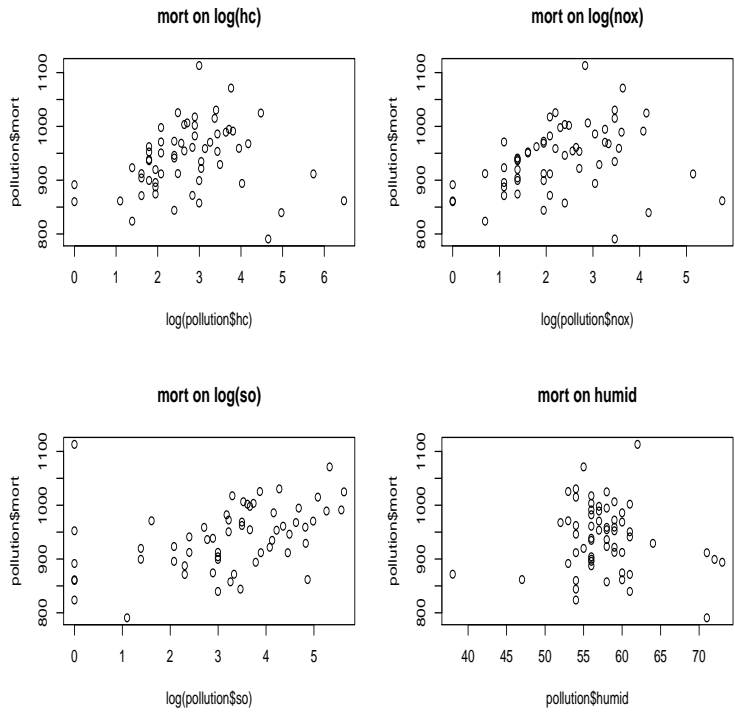 mort on log(hc)
pollution$mort
800 900 1000 1100
0 1 2 3 4 5 6
log(pollution$hc)
mort on log(nox)
pollution$mort
800 900 1000 1100
0 1 2 3 4 5
log(pollution$nox)
mort on log(so)
pollution$mort
800 900 1000 1100
0 1 2 3 4 5
log(pollution$so)
mort on humid
pollution$mort
800 900 1000 1100
40 45 50 55 60 65 70
pollution$humid